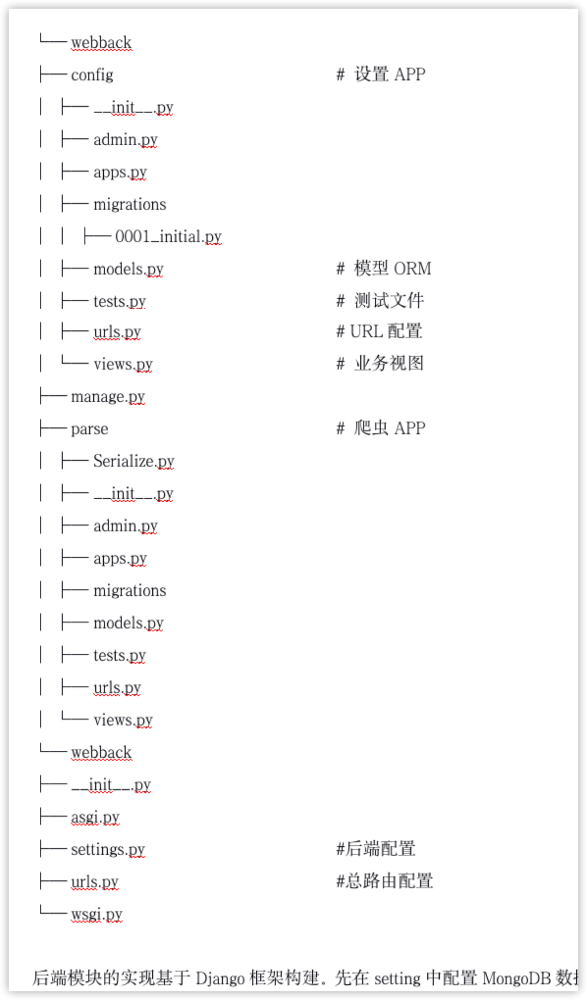 └── webback
├── config # 设置 APP
│ ├── __init__.py
│ ├── admin.py
│ ├── apps.py
│ ├── migrations
│ │ ├── 0001_initial.py
│ ├── models.py # 模型 ORM
│ ├── tests.py # 测试文件
│ ├── urls.py # URL 配置
│ └── views.py # 业务视图
├── manage.py
├── parse # 爬虫 APP
│ ├── Serialize.py
│ ├── __init__.py
│ ├── admin.py
│ ├── apps.py
│ ├── migrations
│ ├── models.py
│ ├── tests.py
│ ├── urls.py
│ └── views.py
└── webback
├── __init__.py
├── asgi.py
├── settings.py #后端配置
├── urls.py #总路由配置
└── wsgi.py
后端模块的实现基于 Django 框架构建。先在 setting 中配置 MongoDB 数